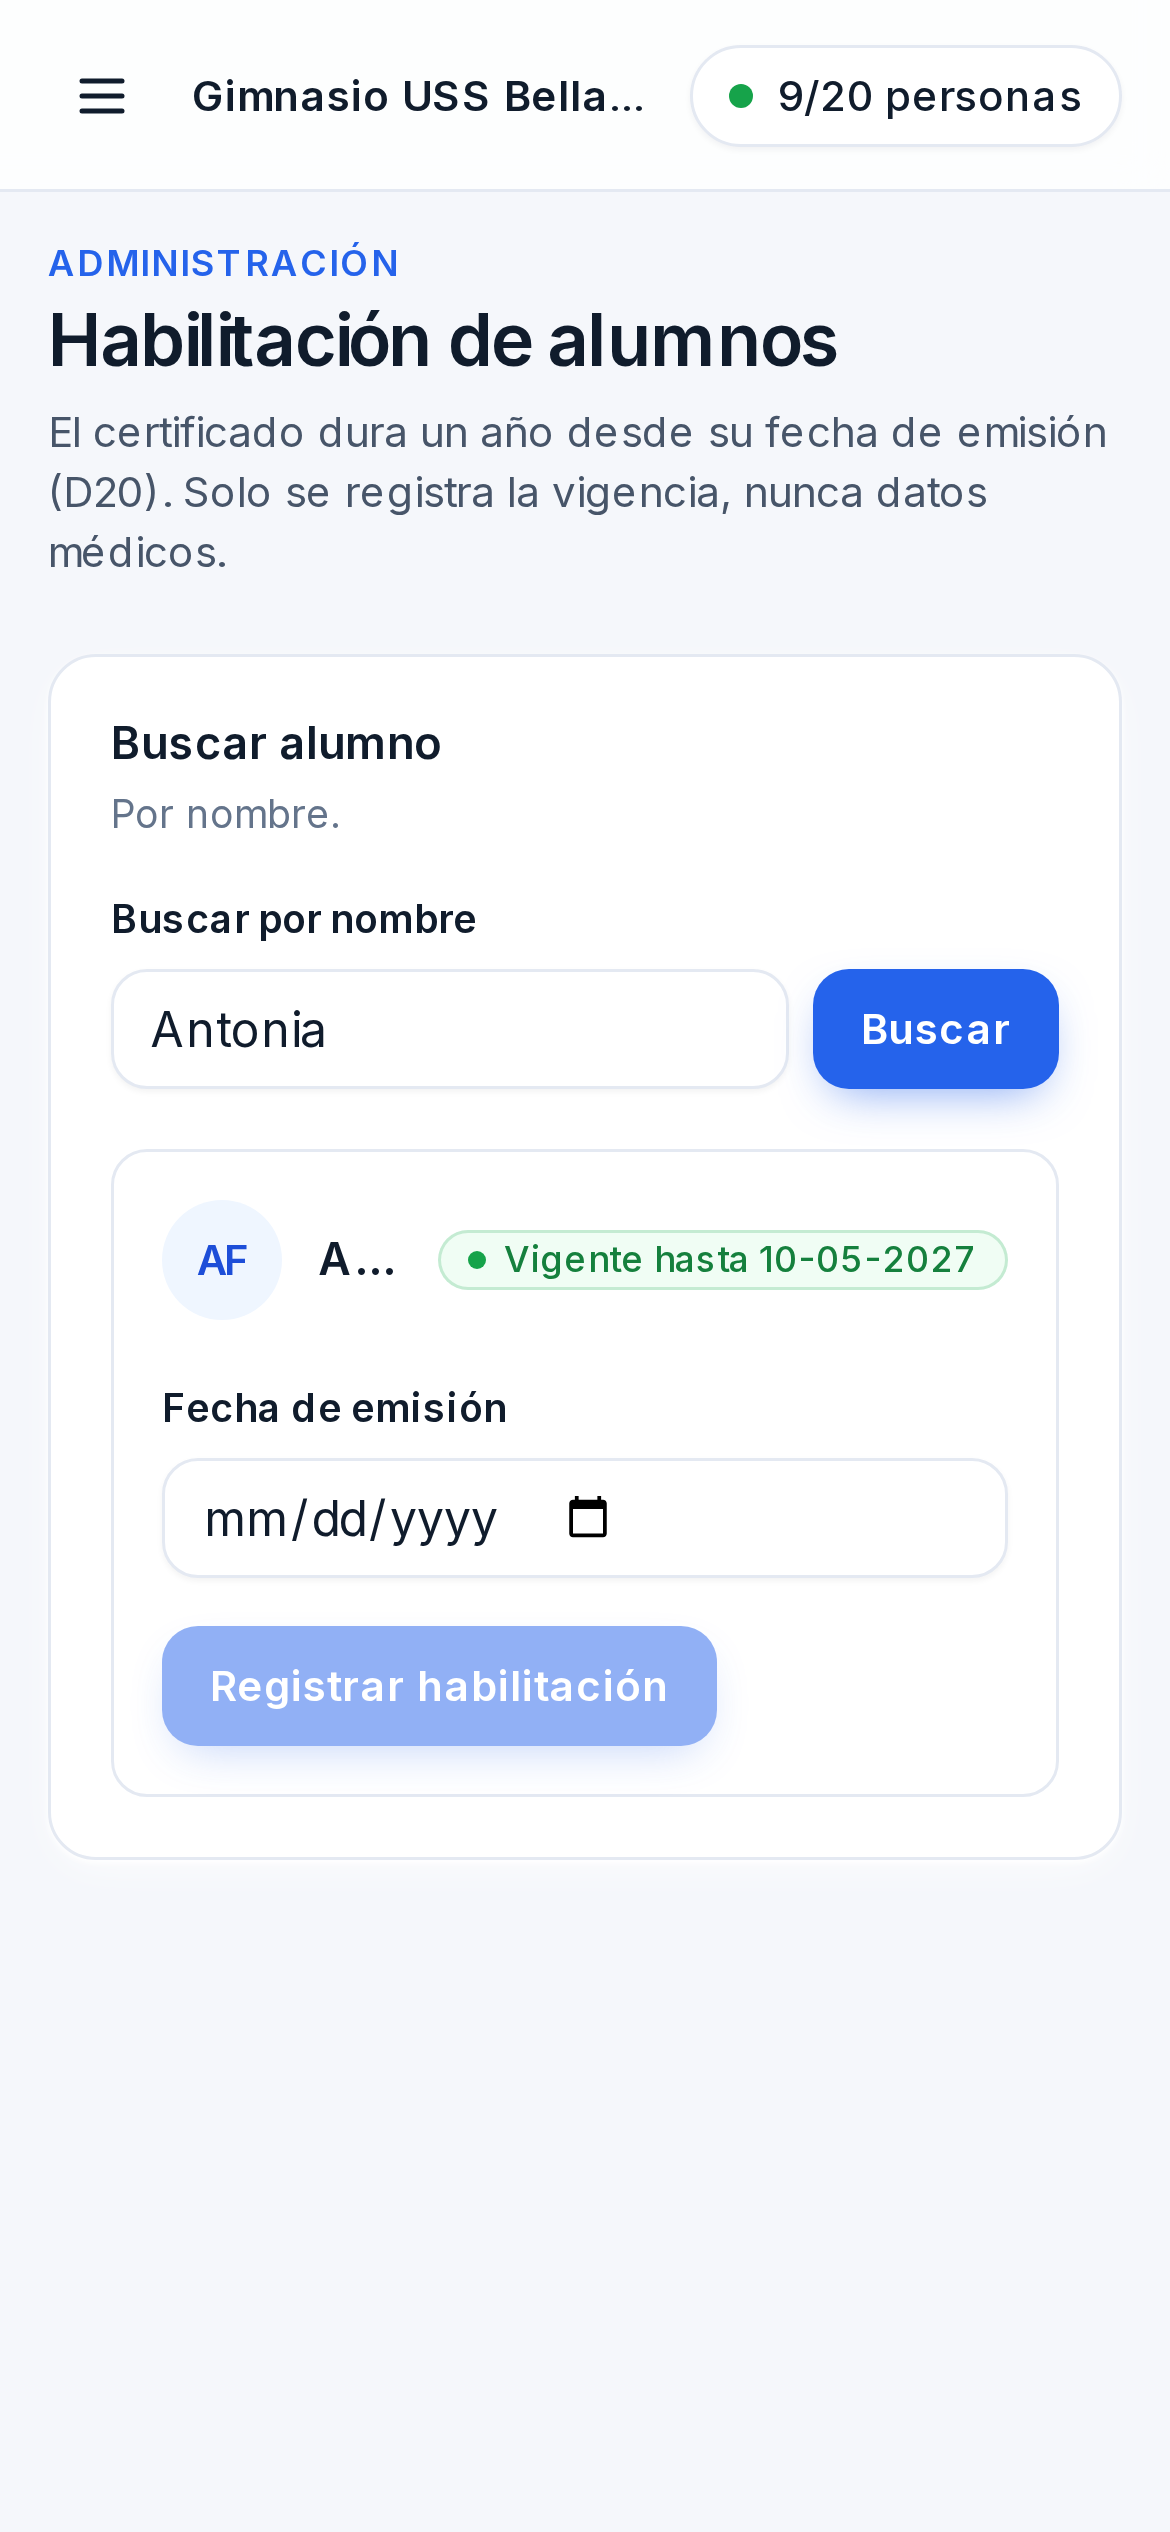 Gimnasio USS Bella...
9/20 personas
ADMINISTRACIÓN
Habilitación de alumnos
El certificado dura un año desde su fecha de emisión
(D20). Solo se registra la vigencia, nunca datos
médicos.
Buscar alumno
Por nombre.
Buscar por nombre
Antonia
Buscar
AF
A...
Vigente hasta 10-05-2027
Fecha de emisión
mm/dd/yyyy
Registrar habilitación